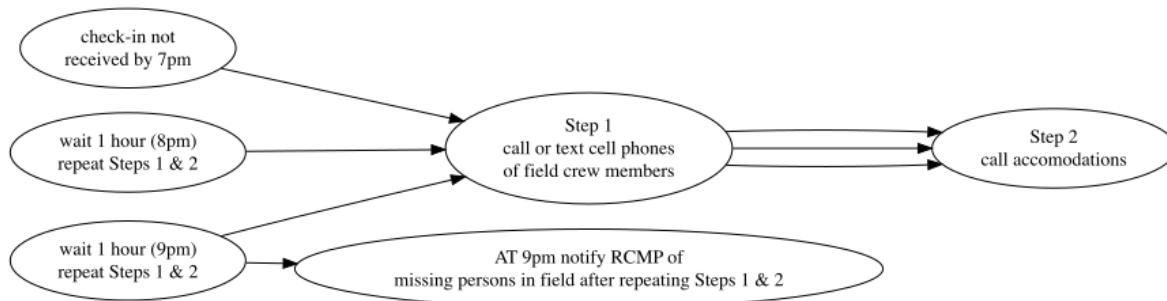 check-in not
received by 7pm
wait 1 hour (8pm)
repeat Steps 1 & 2
wait 1 hour (9pm)
repeat Steps 1 & 2
Step 1
call or text cell phones
of field crew members
AT 9pm notify RCMP of
missing persons in field after repeating Steps 1 & 2
Step 2
call accomodations